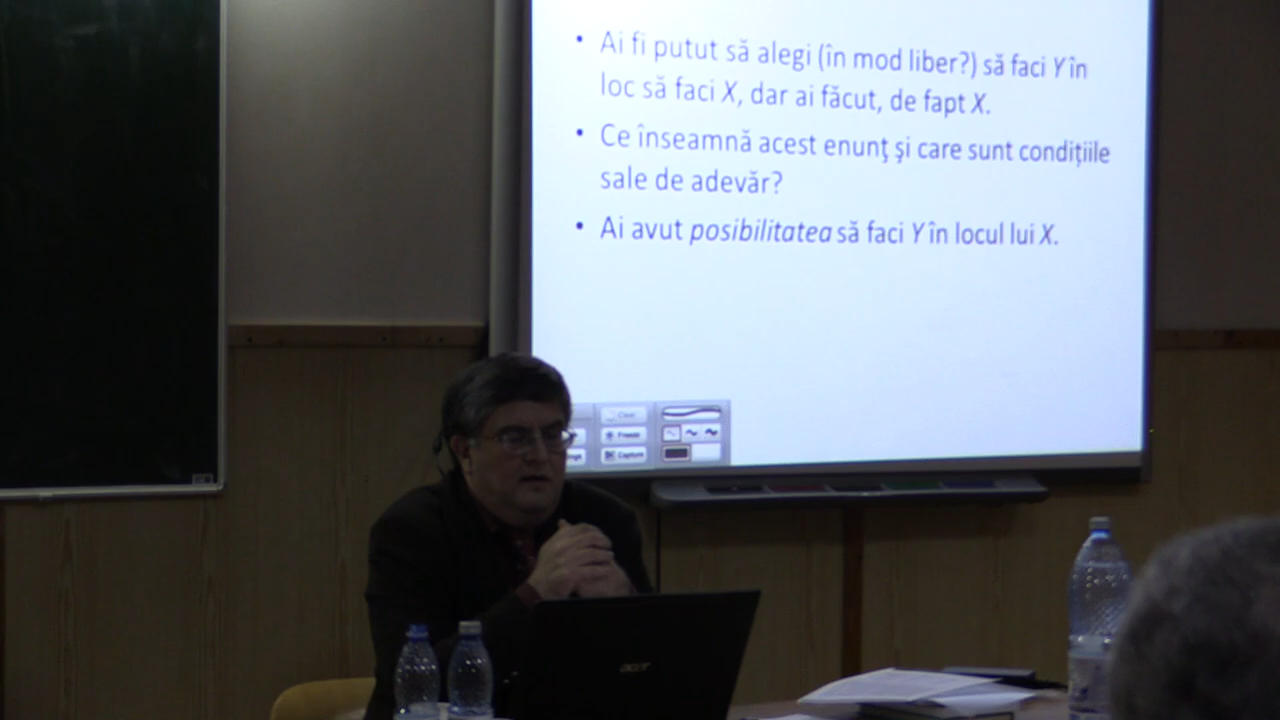 • Ai fi putut să alegi (în mod liber?) să faci Y în
loc să faci X, dar ai făcut, de fapt X.
• Ce înseamnă acest enunţ şi care sunt condiţiile
sale de adevăr?
• Ai avut posibilitatea să faci Y în locul lui X.
Clear
Freeze
Capture
acer